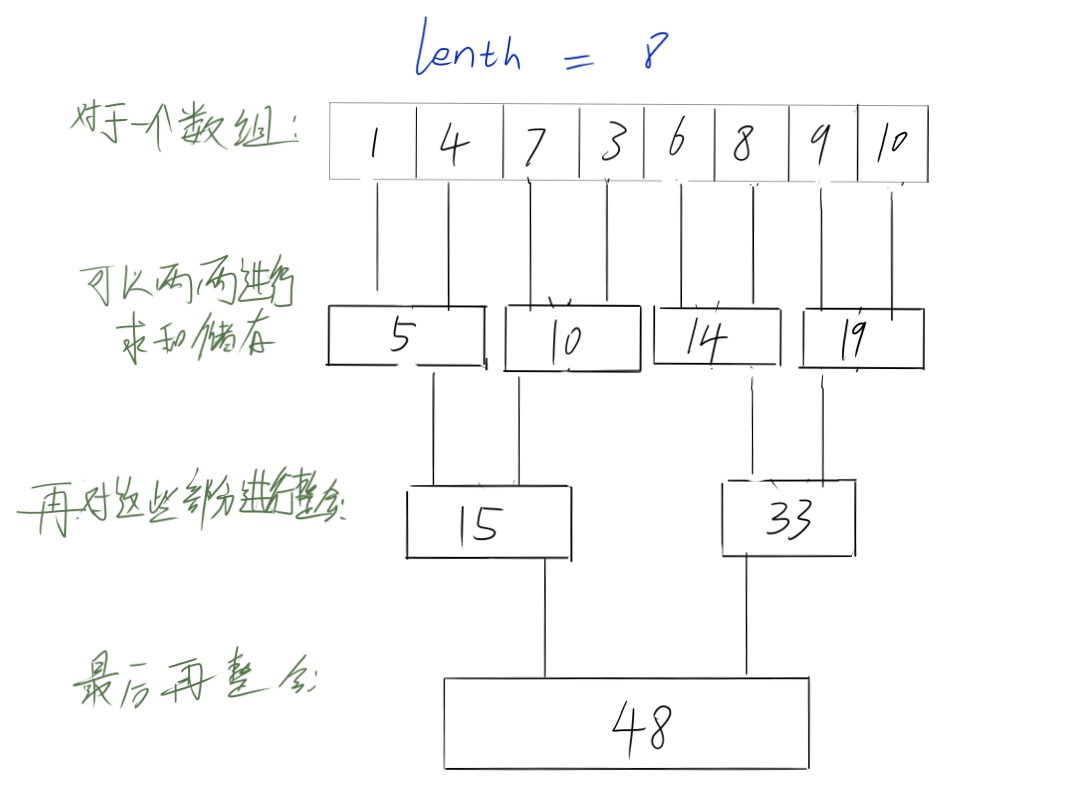 lenth = 8
对于一个数组:
1 4 7 3 6 8 9 10
可以两两进行
求和储存
5 10 14 19
再对这些部分进行整合:
15 33
最后再整合:
48